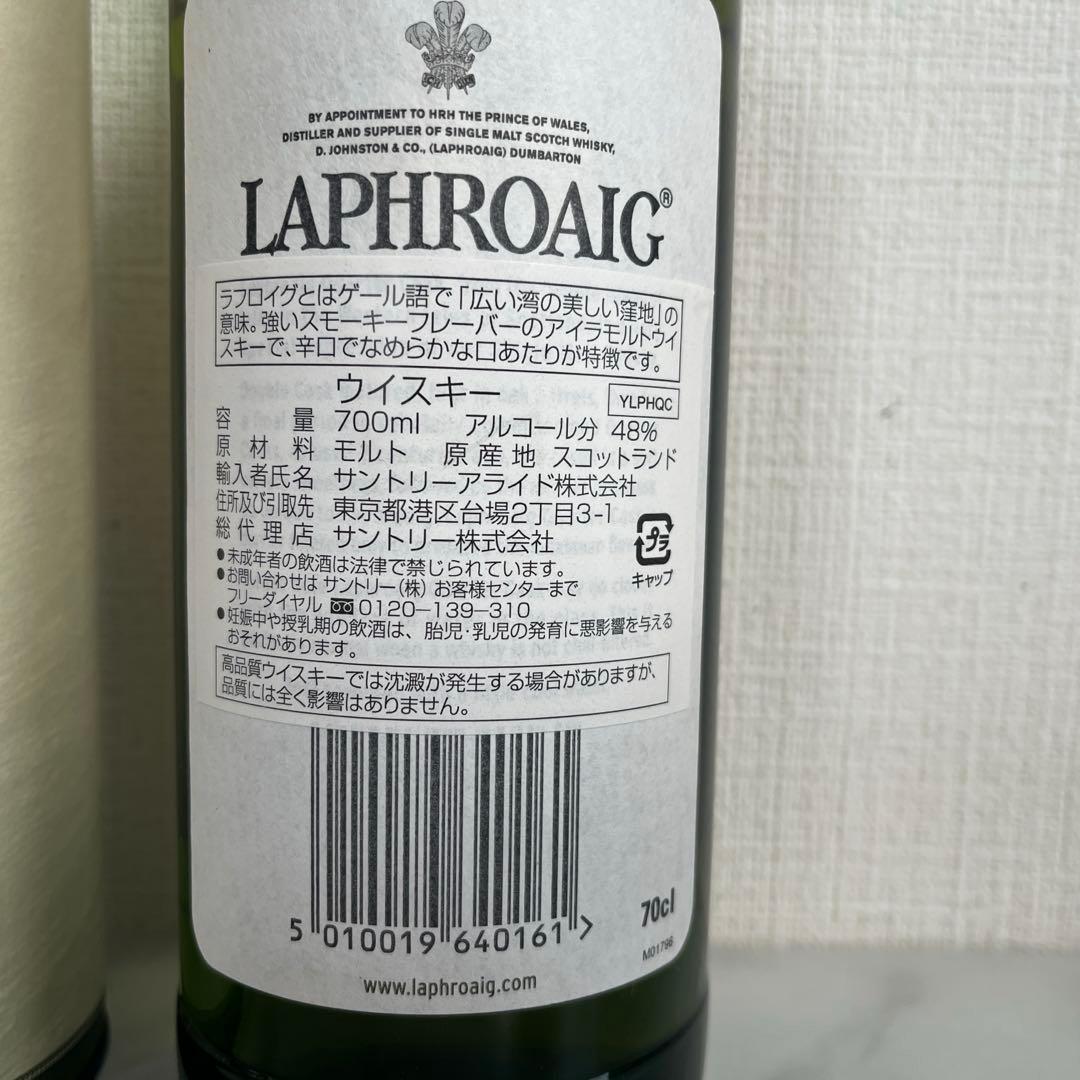 BY APPOINTMENT TO HRH THE PRINCE OF WALES,
DISTILLER AND SUPPLIER OF SINGLE MALT SCOTCH WHISKY,
D. JOHNSTON & CO., (LAPHROAIG) DUMBARTON
LAPHROAIG®
ラフロイグとはゲール語で「広い湾の美しい窪地」の
意味。強いスモーキーフレーバーのアイラモルトウイ
スキーで、辛口でなめらかな口あたりが特徴です。
ウイスキー YLPHQC
容量 700ml アルコール分 48%
原材料 モルト 原産地 スコットランド
輸入者氏名 サントリーアライド株式会社
住所及び引取先 東京都港区台場2丁目3-1
総代理店 サントリー株式会社
プラ
キャップ
●未成年者の飲酒は法律で禁じられています。
●お問い合わせは サントリー(株) お客様センターまで
フリーダイヤル 0120-139-310
●妊娠中や授乳期の飲酒は、胎児・乳児の発育に悪影響を与える
おそれがあります。
高品質ウイスキーでは沈澱が発生する場合がありますが、
品質には全く影響はありません。
5 010019 640161 >
70cl
M01796
www.laphroaig.com